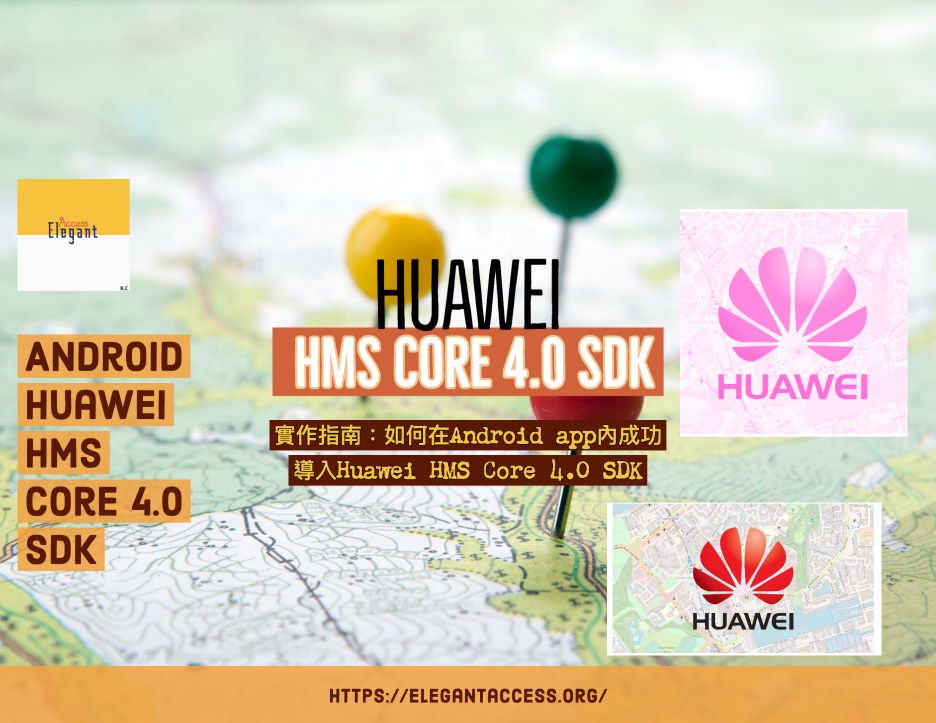 Access
Elegant
H.C
ANDROID
HUAWEI
HMS
CORE 4.0
SDK
HUAWEI
HMS CORE 4.0 SDK
實作指南：如何在Android app內成功
導入Huawei HMS Core 4.0 SDK
HUAWEI
HUAWEI
HTTPS://ELEGANTACCESS.ORG/